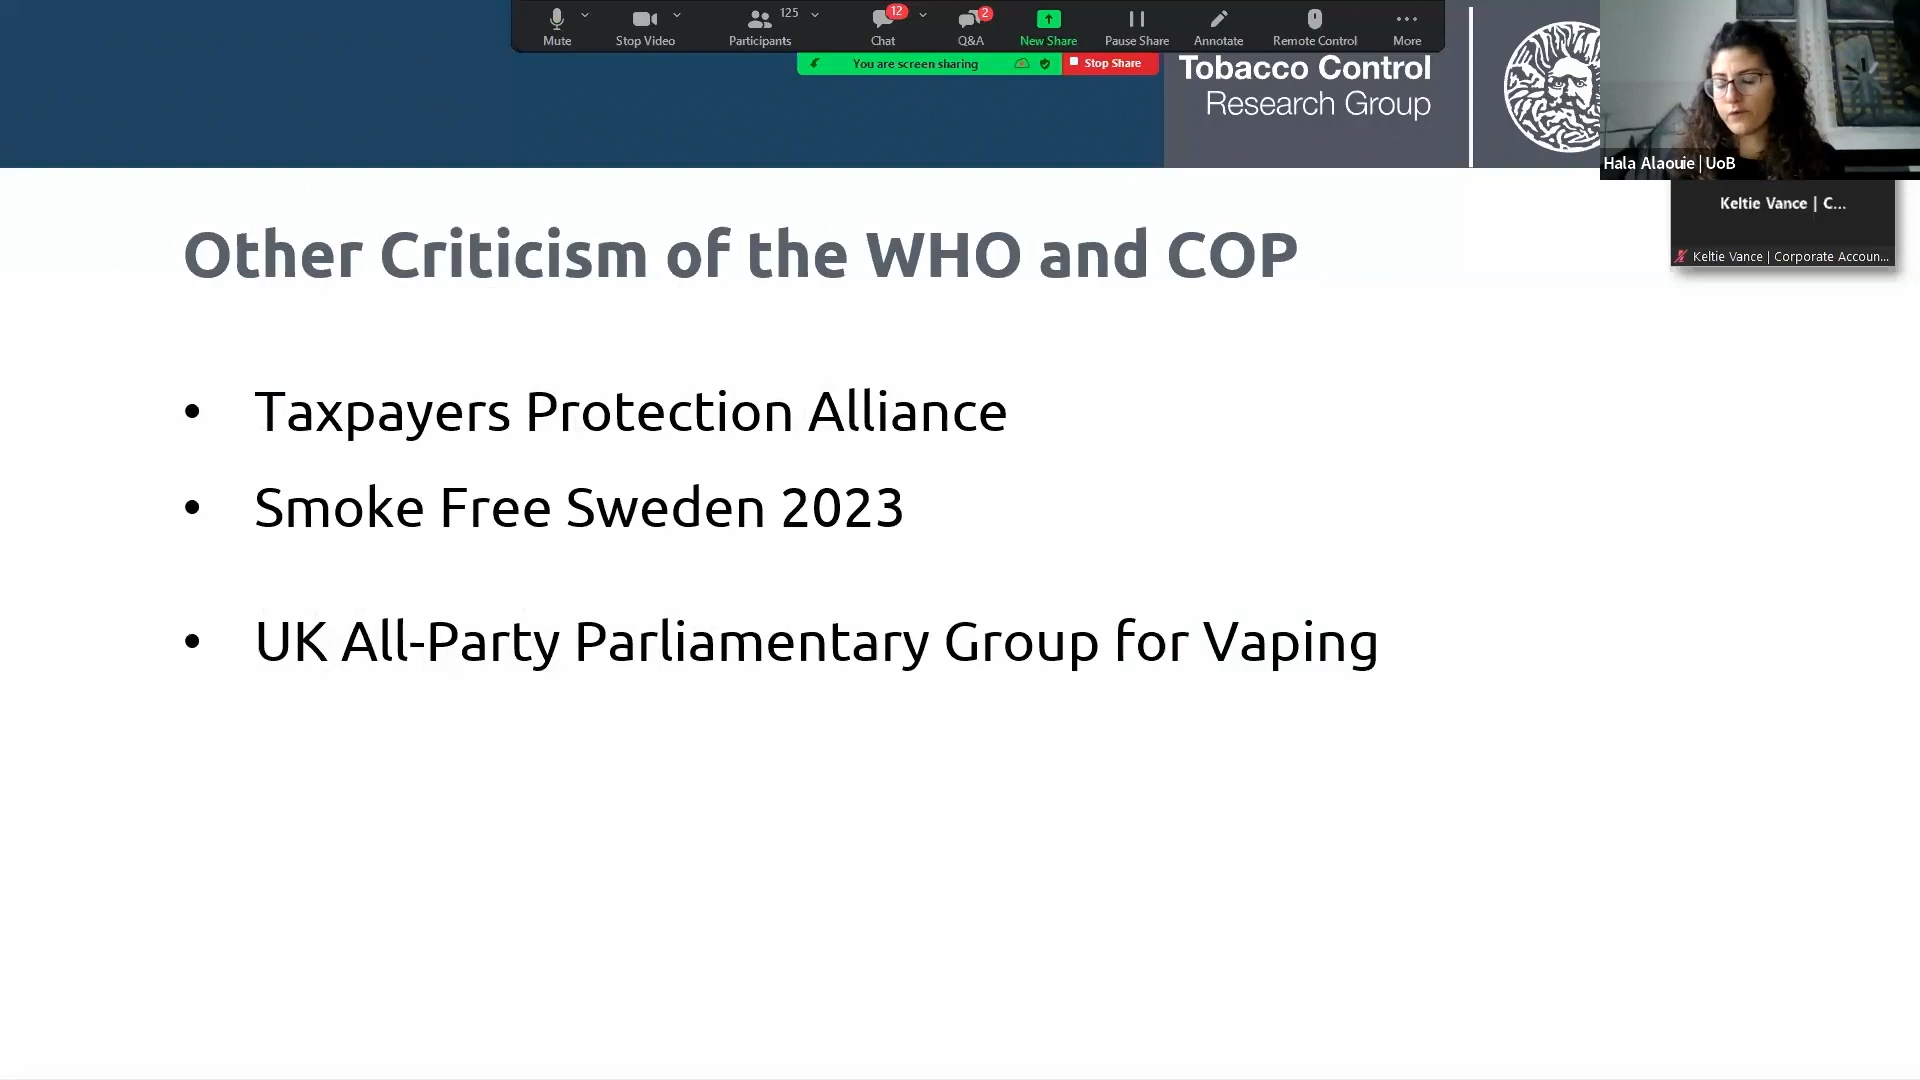 125
12
2
Mute
Stop Video
Participants
Chat
Q&A
New Share
Pause Share
Annotate
Remote Control
More
You are screen sharing
Stop Share
Tobacco Control
Research Group
Hala Alaouie | UoB
Keltie Vance | C...
Keltie Vance | Corporate Accoun...
Other Criticism of the WHO and COP
• Taxpayers Protection Alliance
• Smoke Free Sweden 2023
• UK All-Party Parliamentary Group for Vaping